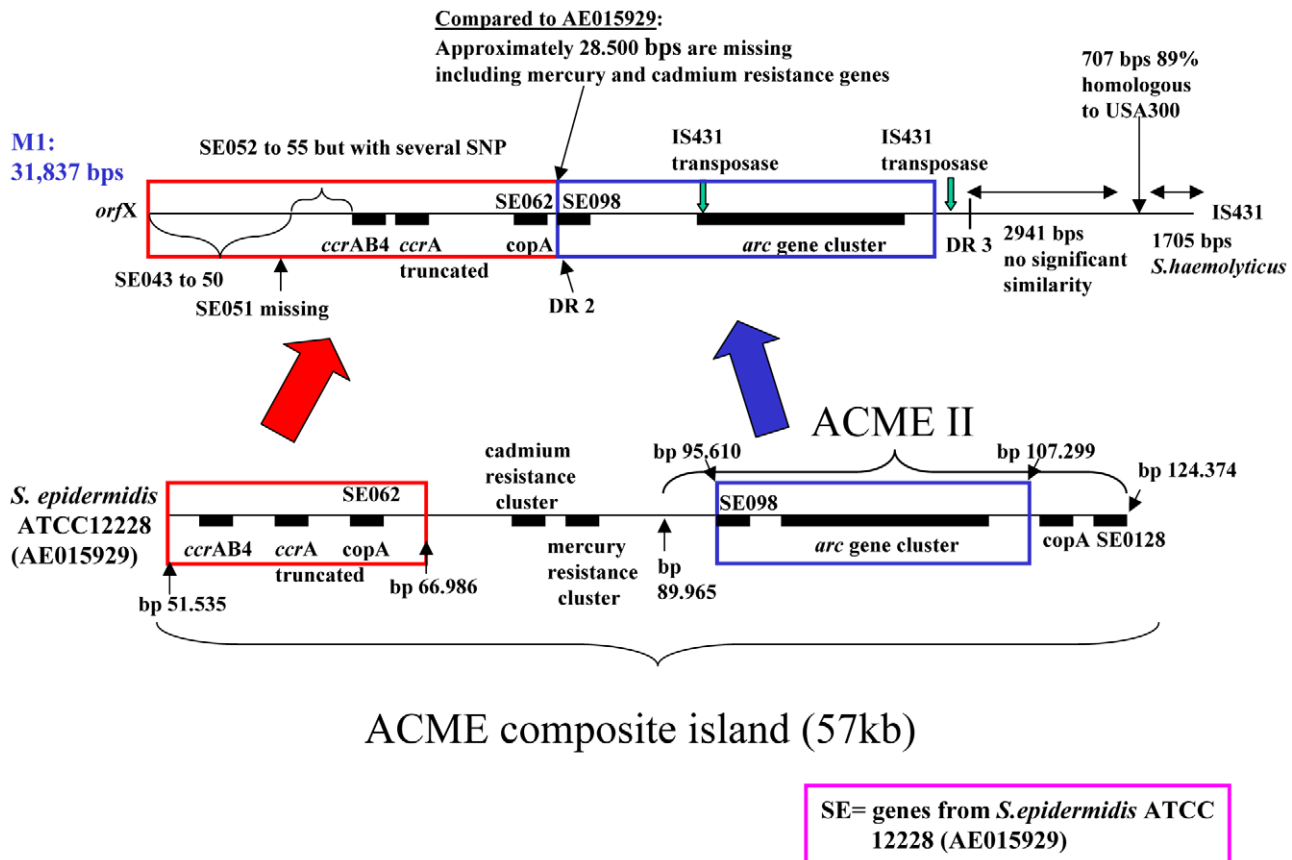 Compared to AE015929:
Approximately 28.500 bps are missing
including mercury and cadmium resistance genes
707 bps 89%
homologous
to USA300
M1:
31,837 bps
SE052 to 55 but with several SNP
IS431
transposase
IS431
transposase
orfX
SE062
SE098
IS431
ccrAB4
ccrA
truncated
copA
arc gene cluster
DR 3
2941 bps
no significant
similarity
1705 bps
S.haemolyticus
SE043 to 50
SE051 missing
DR 2
ACME II
cadmium
resistance
cluster
bp 95.610
bp 107.299
bp 124.374
S. epidermidis
ATCC12228
(AE015929)
SE062
SE098
ccrAB4
ccrA
truncated
copA
mercury
resistance
cluster
arc gene cluster
copA
SE0128
bp 51.535
bp 66.986
bp
89.965
ACME composite island (57kb)
SE= genes from S.epidermidis ATCC
12228 (AE015929)